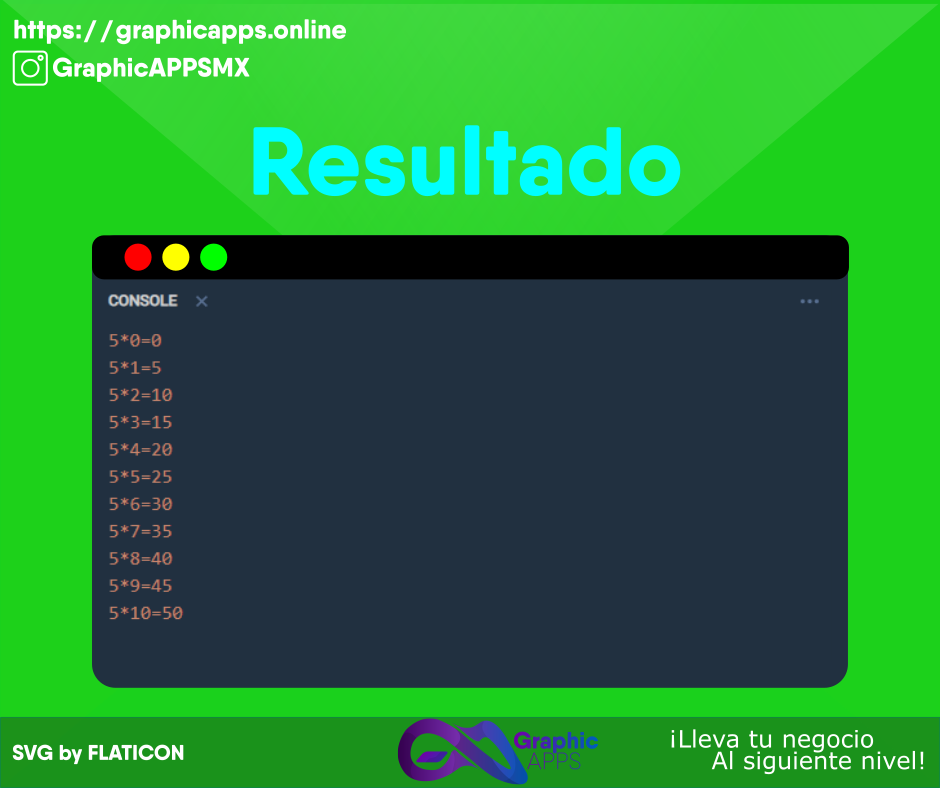 https://graphicapps.online
GraphicAPPSMX
Resultado
CONSOLE
5*0=0
5*1=5
5*2=10
5*3=15
5*4=20
5*5=25
5*6=30
5*7=35
5*8=40
5*9=45
5*10=50
SVG by FLATICON
Graphic
APPS
¡Lleva tu negocio
Al siguiente nivel!